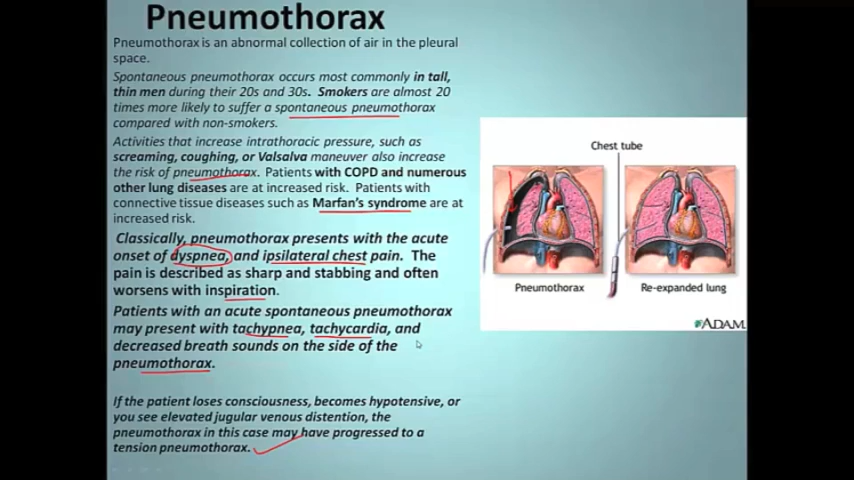 Pneumothorax
Pneumothorax is an abnormal collection of air in the pleural
space.
Spontaneous pneumothorax occurs most commonly in tall,
thin men during their 20s and 30s. Smokers are almost 20
times more likely to suffer a spontaneous pneumothorax
compared with non-smokers.
Activities that increase intrathoracic pressure, such as
screaming, coughing, or Valsalva maneuver also increase
the risk of pneumothorax. Patients with COPD and numerous
other lung diseases are at increased risk. Patients with
connective tissue diseases such as Marfan's syndrome are at
increased risk.
Classically, pneumothorax presents with the acute
onset of dyspnea, and ipsilateral chest pain. The
pain is described as sharp and stabbing and often
worsens with inspiration.
Patients with an acute spontaneous pneumothorax
may present with tachypnea, tachycardia, and
decreased breath sounds on the side of the
pneumothorax.
If the patient loses consciousness, becomes hypotensive, or
you see elevated jugular venous distention, the
pneumothorax in this case may have progressed to a
tension pneumothorax.
Chest tube
Pneumothorax
Re-expanded lung
ADAM